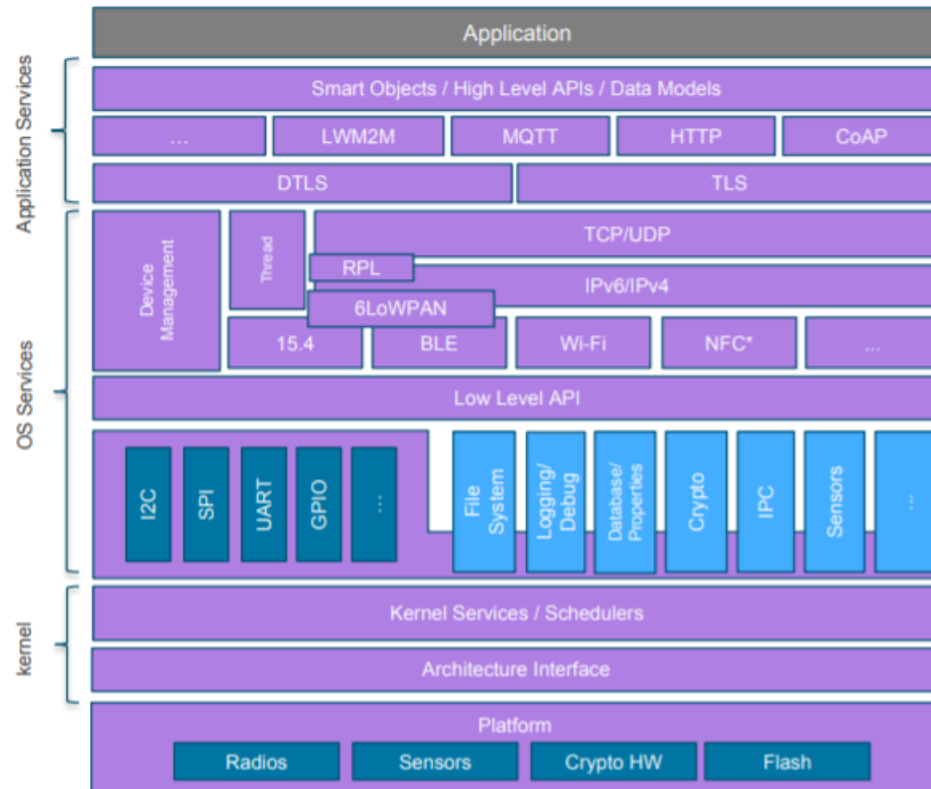 Application
Application Services
Smart Objects / High Level APIs / Data Models
...
LWM2M
MQTT
HTTP
CoAP
DTLS
TLS
OS Services
Device
Management
Thread
TCP/UDP
RPL
IPv6/IPv4
6LoWPAN
15.4
BLE
Wi-Fi
NFC*
...
Low Level API
I2C
SPI
UART
GPIO
...
File
System
Logging/
Debug
Database/
Properties
Crypto
IPC
Sensors
...
kernel
Kernel Services / Schedulers
Architecture Interface
Platform
Radios
Sensors
Crypto HW
Flash